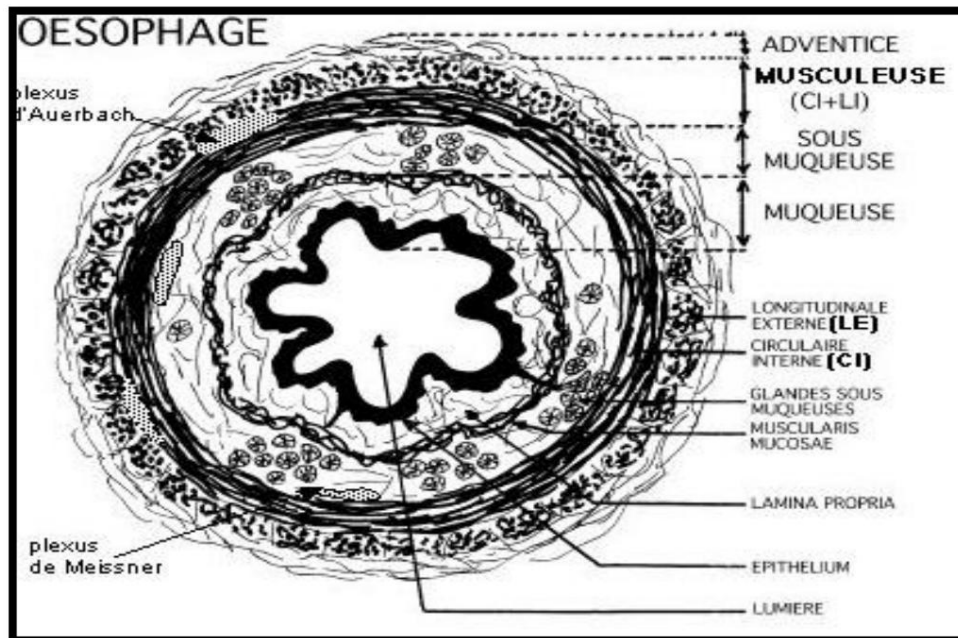 OESOPHAGE
plexus
d'Auerbach
ADVENTICE
MUSCULEUSE
(CI+LI)
SOUS
MUQUEUSE
MUQUEUSE
LONGITUDINALE
EXTERNE (LE)
CIRCULAIRE
INTERNE (CI)
GLANDES SOUS
MUQUEUSES
MUSCULARIS
MUCOSAE
LAMINA PROPRIA
plexus
de Meissner
EPITHELIUM
LUMIERE